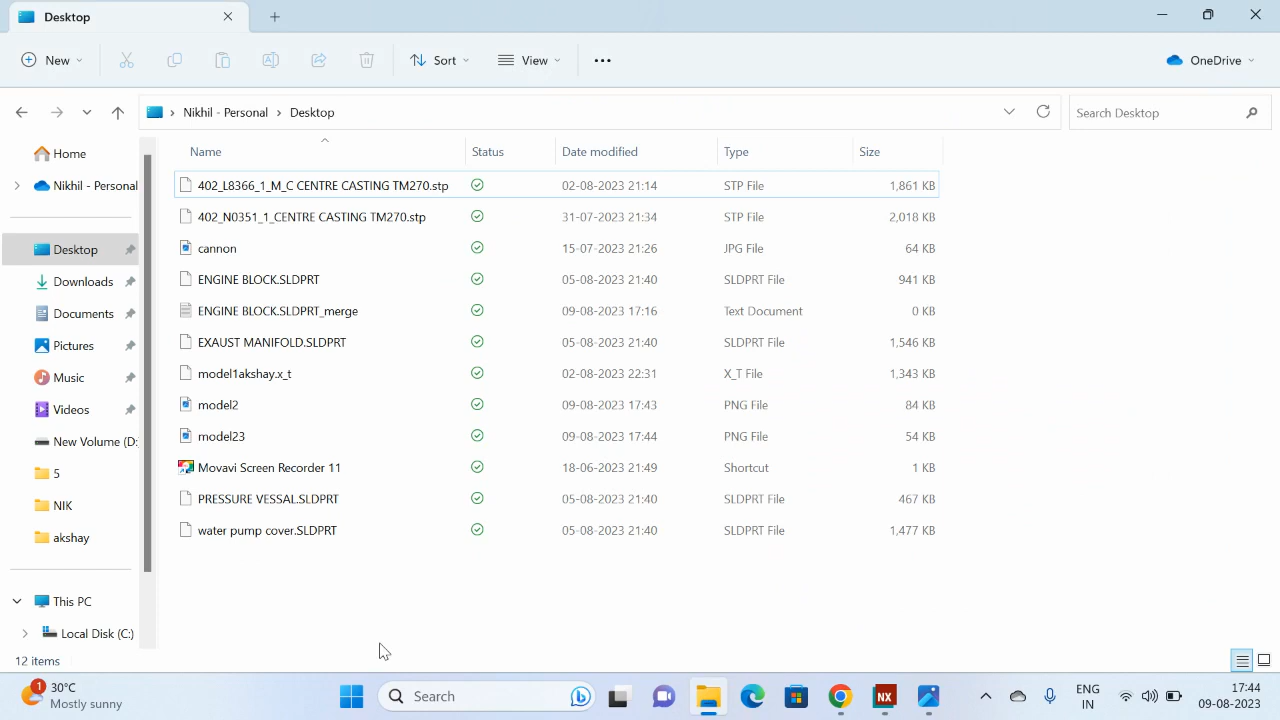 Desktop
New
Sort
View
OneDrive
Nikhil - Personal > Desktop
Search Desktop
Home
Nikhil - Personal
Desktop
Downloads
Documents
Pictures
Music
Videos
New Volume (D:
5
NIK
akshay
This PC
Local Disk (C:)
Name Status Date modified Type Size
402_L8366_1_M_C CENTRE CASTING TM270.stp 02-08-2023 21:14 STP File 1,861 KB
402_N0351_1_CENTRE CASTING TM270.stp 31-07-2023 21:34 STP File 2,018 KB
cannon 15-07-2023 21:26 JPG File 64 KB
ENGINE BLOCK.SLDPRT 05-08-2023 21:40 SLDPRT File 941 KB
ENGINE BLOCK.SLDPRT_merge 09-08-2023 17:16 Text Document 0 KB
EXAUST MANIFOLD.SLDPRT 05-08-2023 21:40 SLDPRT File 1,546 KB
model1akshay.x_t 02-08-2023 22:31 X_T File 1,343 KB
model2 09-08-2023 17:43 PNG File 84 KB
model23 09-08-2023 17:44 PNG File 54 KB
Movavi Screen Recorder 11 18-06-2023 21:49 Shortcut 1 KB
PRESSURE VESSAL.SLDPRT 05-08-2023 21:40 SLDPRT File 467 KB
water pump cover.SLDPRT 05-08-2023 21:40 SLDPRT File 1,477 KB
12 items
1
30°C
Mostly sunny
Search
NX
ENG
IN
17:44
09-08-2023